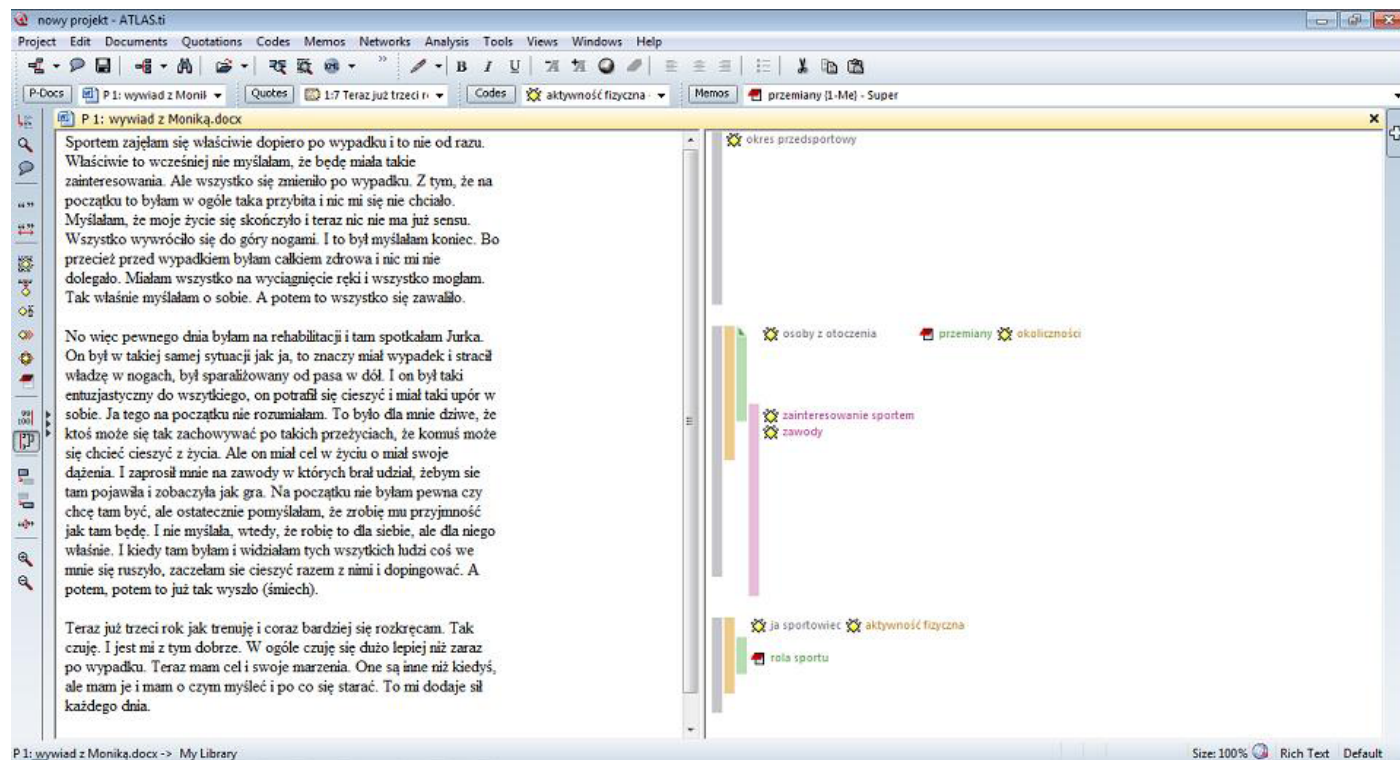 nowy projekt - ATLAS.ti
Project Edit Documents Quotations Codes Memos Networks Analysis Tools Views Windows Help
B I U
P-Docs P 1: wywiad z Monik Quotes 1:7 Teraz już trzeci r Codes aktywność fizyczna Memos przemiany {1-Me} - Super
P 1: wywiad z Moniką.docx
Sportem zajęłam się właściwie dopiero po wypadku i to nie od razu.
Właściwie to wcześniej nie myślałam, że będę miała takie
zainteresowania. Ale wszystko się zmieniło po wypadku. Z tym, że na
początku to byłam w ogóle taka przybita i nic mi się nie chciało.
Myślałam, że moje życie się skończyło i teraz nic nie ma już sensu.
Wszystko wywróciło się do góry nogami. I to był myślałam koniec. Bo
przecież przed wypadkiem byłam całkiem zdrowa i nic mi nie
dolegało. Miałam wszystko na wyciągnięcie ręki i wszystko mogłam.
Tak właśnie myślałam o sobie. A potem to wszystko się zawaliło.
okres przedsportowy
No więc pewnego dnia byłam na rehabilitacji i tam spotkałam Jurka.
On był w takiej samej sytuacji jak ja, to znaczy miał wypadek i stracił
władzę w nogach, był sparaliżowany od pasa w dół. I on był taki
entuzjastyczny do wszytkiego, on potrafił się cieszyć i miał taki upór w
sobie. Ja tego na początku nie rozumiałam. To było dla mnie dziwe, że
ktoś może się tak zachowywać po takich przeżyciach, że komuś może
się chcieć cieszyć z życia. Ale on miał cel w życiu o miał swoje
dążenia. I zaprosił mnie na zawody w których brał udział, żebym sie
tam pojawiła i zobaczyła jak gra. Na początku nie byłam pewna czy
chcę tam być, ale ostatecznie pomyślałam, że zrobię mu przyjmność
jak tam będę. I nie myślała, wtedy, że robię to dla siebie, ale dla niego
właśnie. I kiedy tam byłam i widziałam tych wszytkich ludzi coś we
mnie się ruszyło, zaczełam sie cieszyć razem z nimi i dopingować. A
potem, potem to już tak wyszło (śmiech).
osoby z otoczenia przemiany okoliczności
zainteresowanie sportem
zawody
Teraz już trzeci rok jak trenuję i coraz bardziej się rozkręcam. Tak
czuję. I jest mi z tym dobrze. W ogóle czuję się dużo lepiej niż zaraz
po wypadku. Teraz mam cel i swoje marzenia. One są inne niż kiedyś,
ale mam je i mam o czym myśleć i po co się starać. To mi dodaje sił
każdego dnia.
ja sportowiec aktywność fizyczna
rola sportu
P 1: wywiad z Moniką.docx -> My Library Size: 100% Rich Text Default